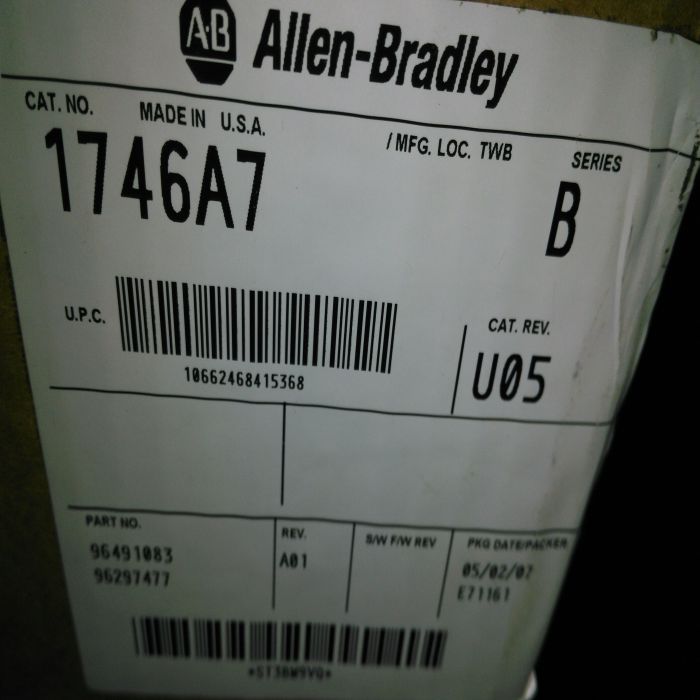 A-B Allen-Bradley
CAT. NO. MADE IN U.S.A. / MFG. LOC. TWB SERIES
1746A7 B
U.P.C. CAT. REV.
10662468415368 U05
PART NO. REV. S/W F/W REV PKG DATE/PACKER
96491083 A01 05/02/07
96297477 E71161